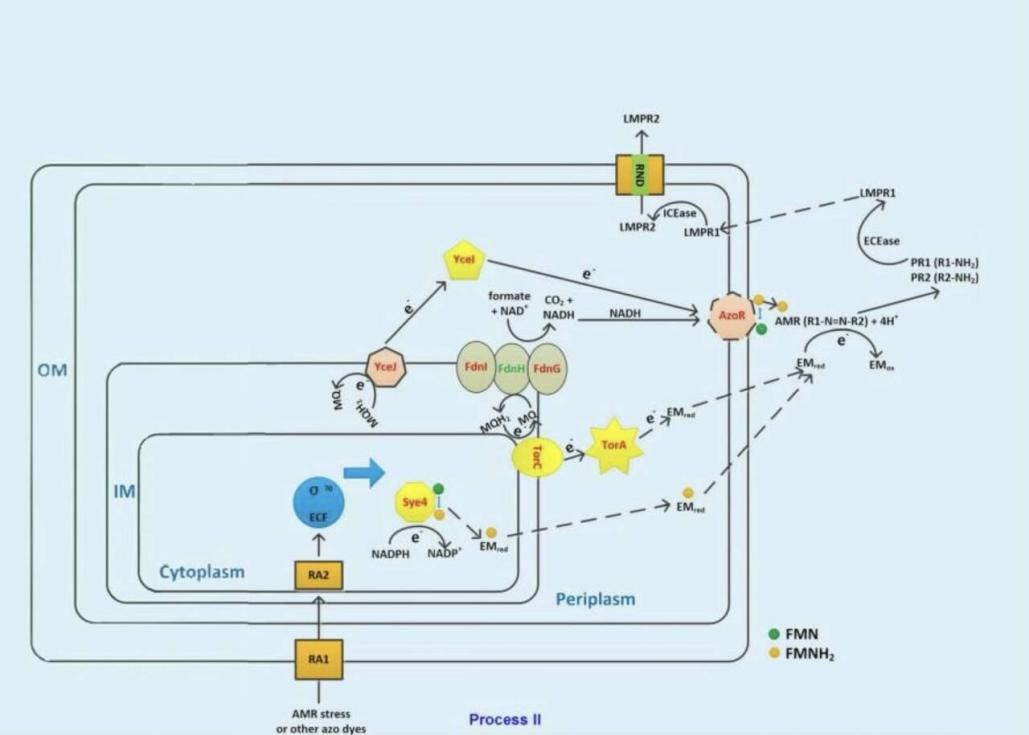 LMPR2
RND
LMPR2
ICEase
LMPR1
LMPR1
ECEase
PR1 (R1-NH₂)
PR2 (R2-NH₂)
YceI
e⁻
e⁻
formate
+ NAD⁺
CO₂ +
NADH
NADH
AzoR
AMR (R1-N=N-R2) + 4H⁺
e⁻
EMred
EMox
OM
YceJ
e⁻
MQ
MQH₂
FdnI
FdnH
FdnG
MQH₂
MQ
e⁻
TorC
e⁻
TorA
e⁻
EMred
IM
σ⁷⁰
ECF
Sye4
e⁻
NADPH
NADP⁺
EMred
EMred
Cytoplasm
RA2
Periplasm
RA1
FMN
FMNH₂
AMR stress
or other azo dyes
Process II